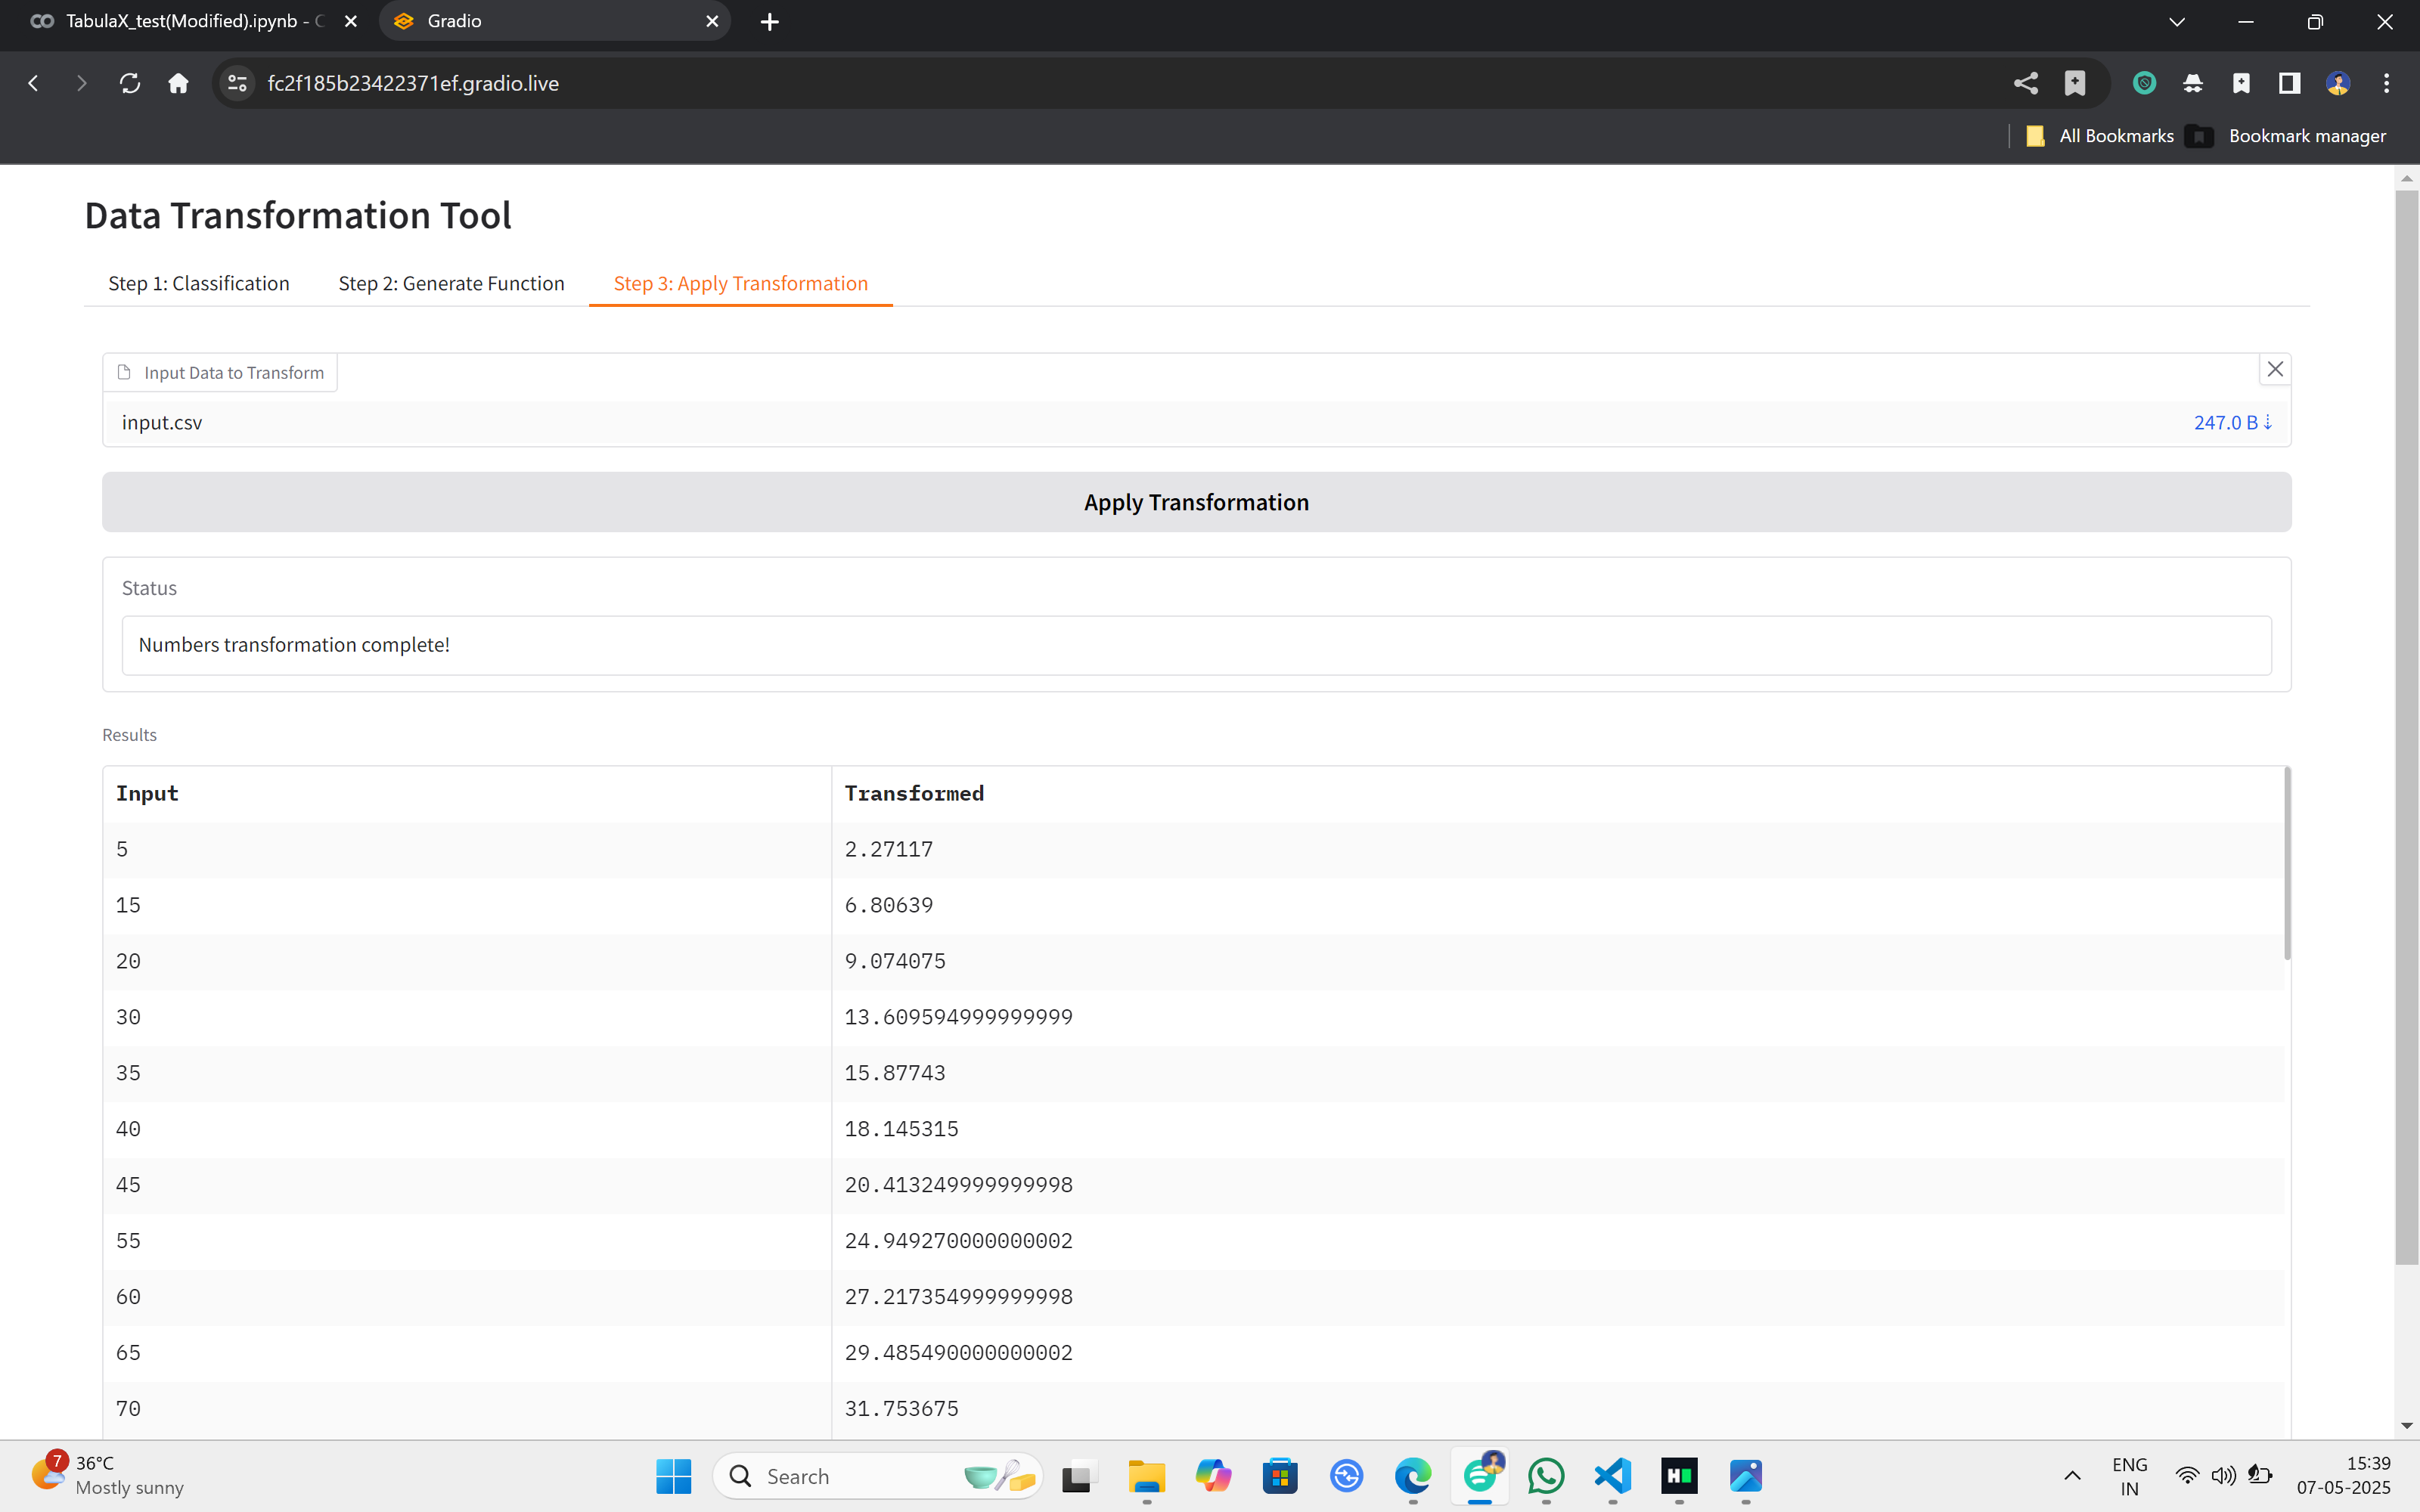 TabulaX_test(Modified).ipynb - C
Gradio
fc2f185b23422371ef.gradio.live
All Bookmarks
Bookmark manager
Data Transformation Tool
Step 1: Classification
Step 2: Generate Function
Step 3: Apply Transformation
Input Data to Transform
input.csv
247.0 B ⇣
Apply Transformation
Status
Numbers transformation complete!
Results
Input Transformed
5 2.27117
15 6.80639
20 9.074075
30 13.609594999999999
35 15.87743
40 18.145315
45 20.413249999999998
55 24.949270000000002
60 27.217354999999998
65 29.485490000000002
70 31.753675
7
36°C
Mostly sunny
Search
H
ENG
IN
15:39
07-05-2025